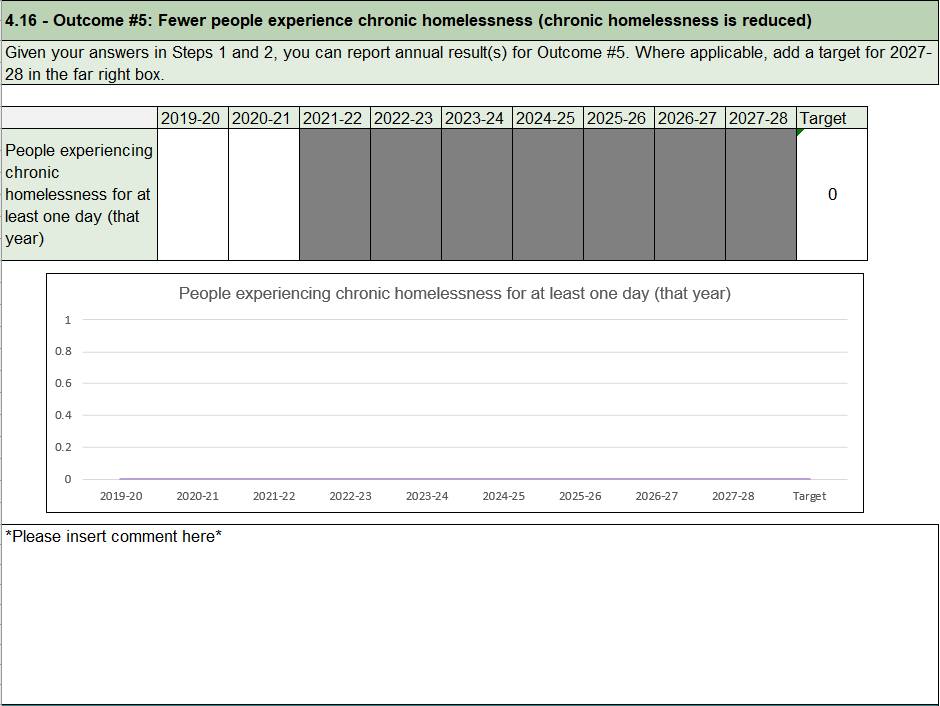 4.16 - Outcome #5: Fewer people experience chronic homelessness (chronic homelessness is reduced)
Given your answers in Steps 1 and 2, you can report annual result(s) for Outcome #5. Where applicable, add a target for 2027-
28 in the far right box.
2019-20 2020-21 2021-22 2022-23 2023-24 2024-25 2025-26 2026-27 2027-28 Target
People experiencing
chronic
homelessness for at
least one day (that
year)
0
People experiencing chronic homelessness for at least one day (that year)
1
0.8
0.6
0.4
0.2
0
2019-20 2020-21 2021-22 2022-23 2023-24 2024-25 2025-26 2026-27 2027-28 Target
*Please insert comment here*